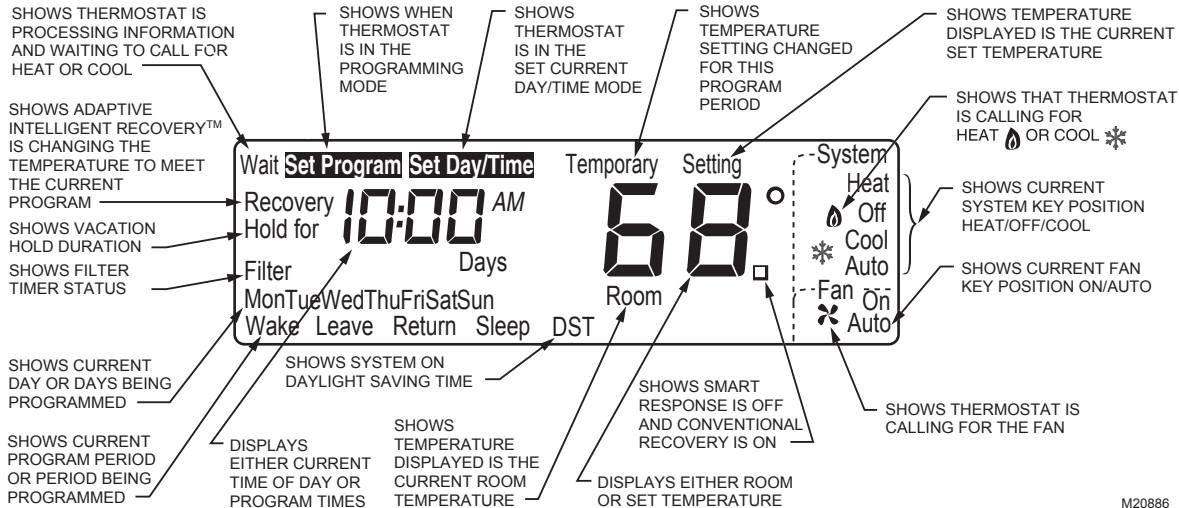 SHOWS THERMOSTAT IS
PROCESSING INFORMATION
AND WAITING TO CALL FOR
HEAT OR COOL
SHOWS WHEN
THERMOSTAT
IS IN THE
PROGRAMMING
MODE
SHOWS
THERMOSTAT
IS IN THE
SET CURRENT
DAY/TIME MODE
SHOWS
TEMPERATURE
SETTING CHANGED
FOR THIS
PROGRAM
PERIOD
SHOWS TEMPERATURE
DISPLAYED IS THE CURRENT
SET TEMPERATURE
SHOWS THAT THERMOSTAT
IS CALLING FOR
HEAT OR COOL
SHOWS ADAPTIVE
INTELLIGENT RECOVERY™
IS CHANGING THE
TEMPERATURE TO MEET
THE CURRENT
PROGRAM
SHOWS VACATION
HOLD DURATION
SHOWS FILTER
TIMER STATUS
Wait Set Program Set Day/Time
Recovery
Hold for
10:00 AM
Days
Filter
MonTueWedThuFriSatSun
Wake Leave Return Sleep DST
Temporary Setting
68°
Room
System
Heat
Off
Cool
Auto
Fan
On
Auto
SHOWS CURRENT
SYSTEM KEY POSITION
HEAT/OFF/COOL
SHOWS CURRENT FAN
KEY POSITION ON/AUTO
SHOWS CURRENT
DAY OR DAYS BEING
PROGRAMMED
SHOWS CURRENT
PROGRAM PERIOD
OR PERIOD BEING
PROGRAMMED
SHOWS SYSTEM ON
DAYLIGHT SAVING TIME
DISPLAYS
EITHER CURRENT
TIME OF DAY OR
PROGRAM TIMES
SHOWS
TEMPERATURE
DISPLAYED IS THE
CURRENT ROOM
TEMPERATURE
SHOWS SMART
RESPONSE IS OFF
AND CONVENTIONAL
RECOVERY IS ON
DISPLAYS EITHER ROOM
OR SET TEMPERATURE
SHOWS THERMOSTAT IS
CALLING FOR THE FAN
M20886